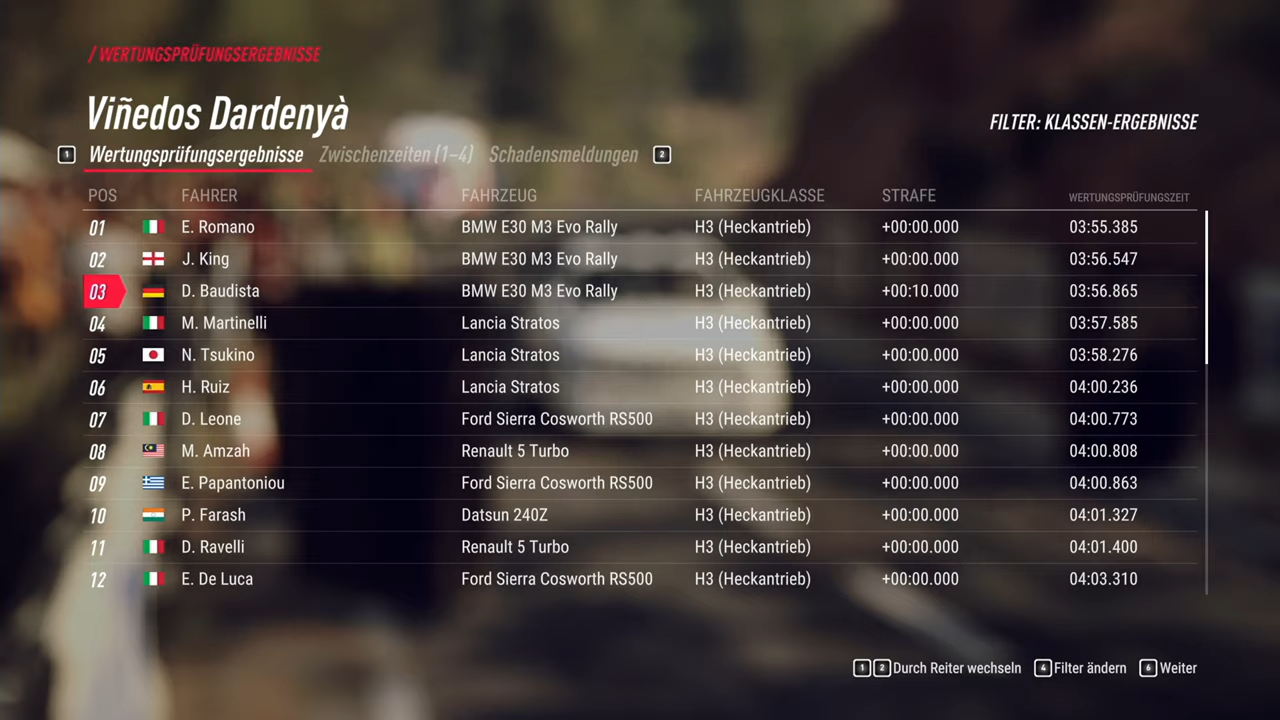 / WERTUNGSPRÜFUNGSERGEBNISSE
Viñedos Dardenyà
FILTER: KLASSEN-ERGEBNISSE
1 Wertungsprüfungsergebnisse Zwischenzeiten (1–4) Schadensmeldungen 2
POS FAHRER FAHRZEUG FAHRZEUGKLASSE STRAFE WERTUNGSPRÜFUNGSZEIT
01 E. Romano BMW E30 M3 Evo Rally H3 (Heckantrieb) +00:00.000 03:55.385
02 J. King BMW E30 M3 Evo Rally H3 (Heckantrieb) +00:00.000 03:56.547
03 D. Baudista BMW E30 M3 Evo Rally H3 (Heckantrieb) +00:10.000 03:56.865
04 M. Martinelli Lancia Stratos H3 (Heckantrieb) +00:00.000 03:57.585
05 N. Tsukino Lancia Stratos H3 (Heckantrieb) +00:00.000 03:58.276
06 H. Ruiz Lancia Stratos H3 (Heckantrieb) +00:00.000 04:00.236
07 D. Leone Ford Sierra Cosworth RS500 H3 (Heckantrieb) +00:00.000 04:00.773
08 M. Amzah Renault 5 Turbo H3 (Heckantrieb) +00:00.000 04:00.808
09 E. Papantoniou Ford Sierra Cosworth RS500 H3 (Heckantrieb) +00:00.000 04:00.863
10 P. Farash Datsun 240Z H3 (Heckantrieb) +00:00.000 04:01.327
11 D. Ravelli Renault 5 Turbo H3 (Heckantrieb) +00:00.000 04:01.400
12 E. De Luca Ford Sierra Cosworth RS500 H3 (Heckantrieb) +00:00.000 04:03.310
1 2 Durch Reiter wechseln 4 Filter ändern 6 Weiter